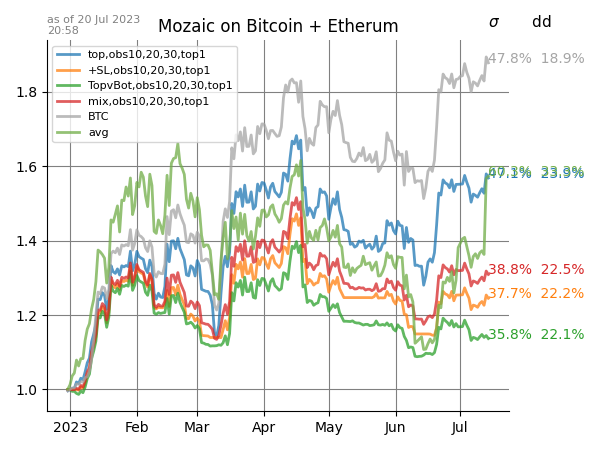 as of 20 Jul 2023
20:58
Mozaic on Bitcoin + Etherum
σ dd
top,obs10,20,30,top1
+SL,obs10,20,30,top1
TopvBot,obs10,20,30,top1
mix,obs10,20,30,top1
BTC
avg
47.8% 18.9%
47.1% 23.9%
38.8% 22.5%
37.7% 22.2%
35.8% 22.1%
1.8
1.6
1.4
1.2
1.0
2023 Feb Mar Apr May Jun Jul